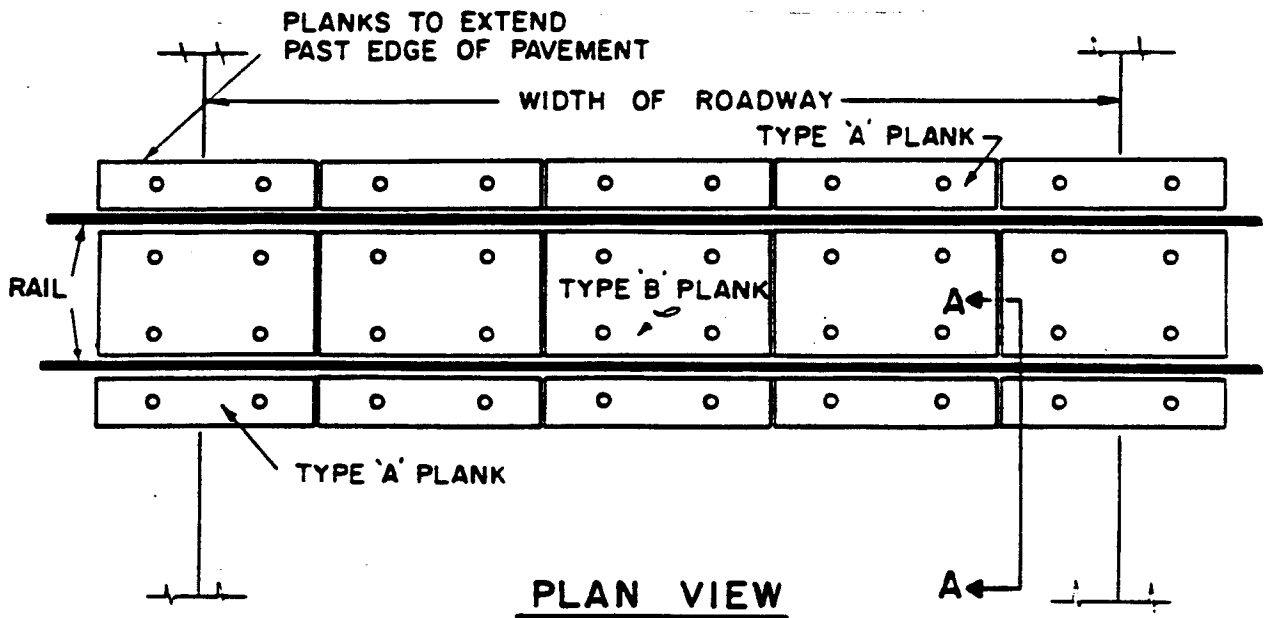 PLANKS TO EXTEND
PAST EDGE OF PAVEMENT
WIDTH OF ROADWAY
TYPE 'A' PLANK
RAIL
TYPE 'B' PLANK
A
TYPE 'A' PLANK
A
PLAN VIEW